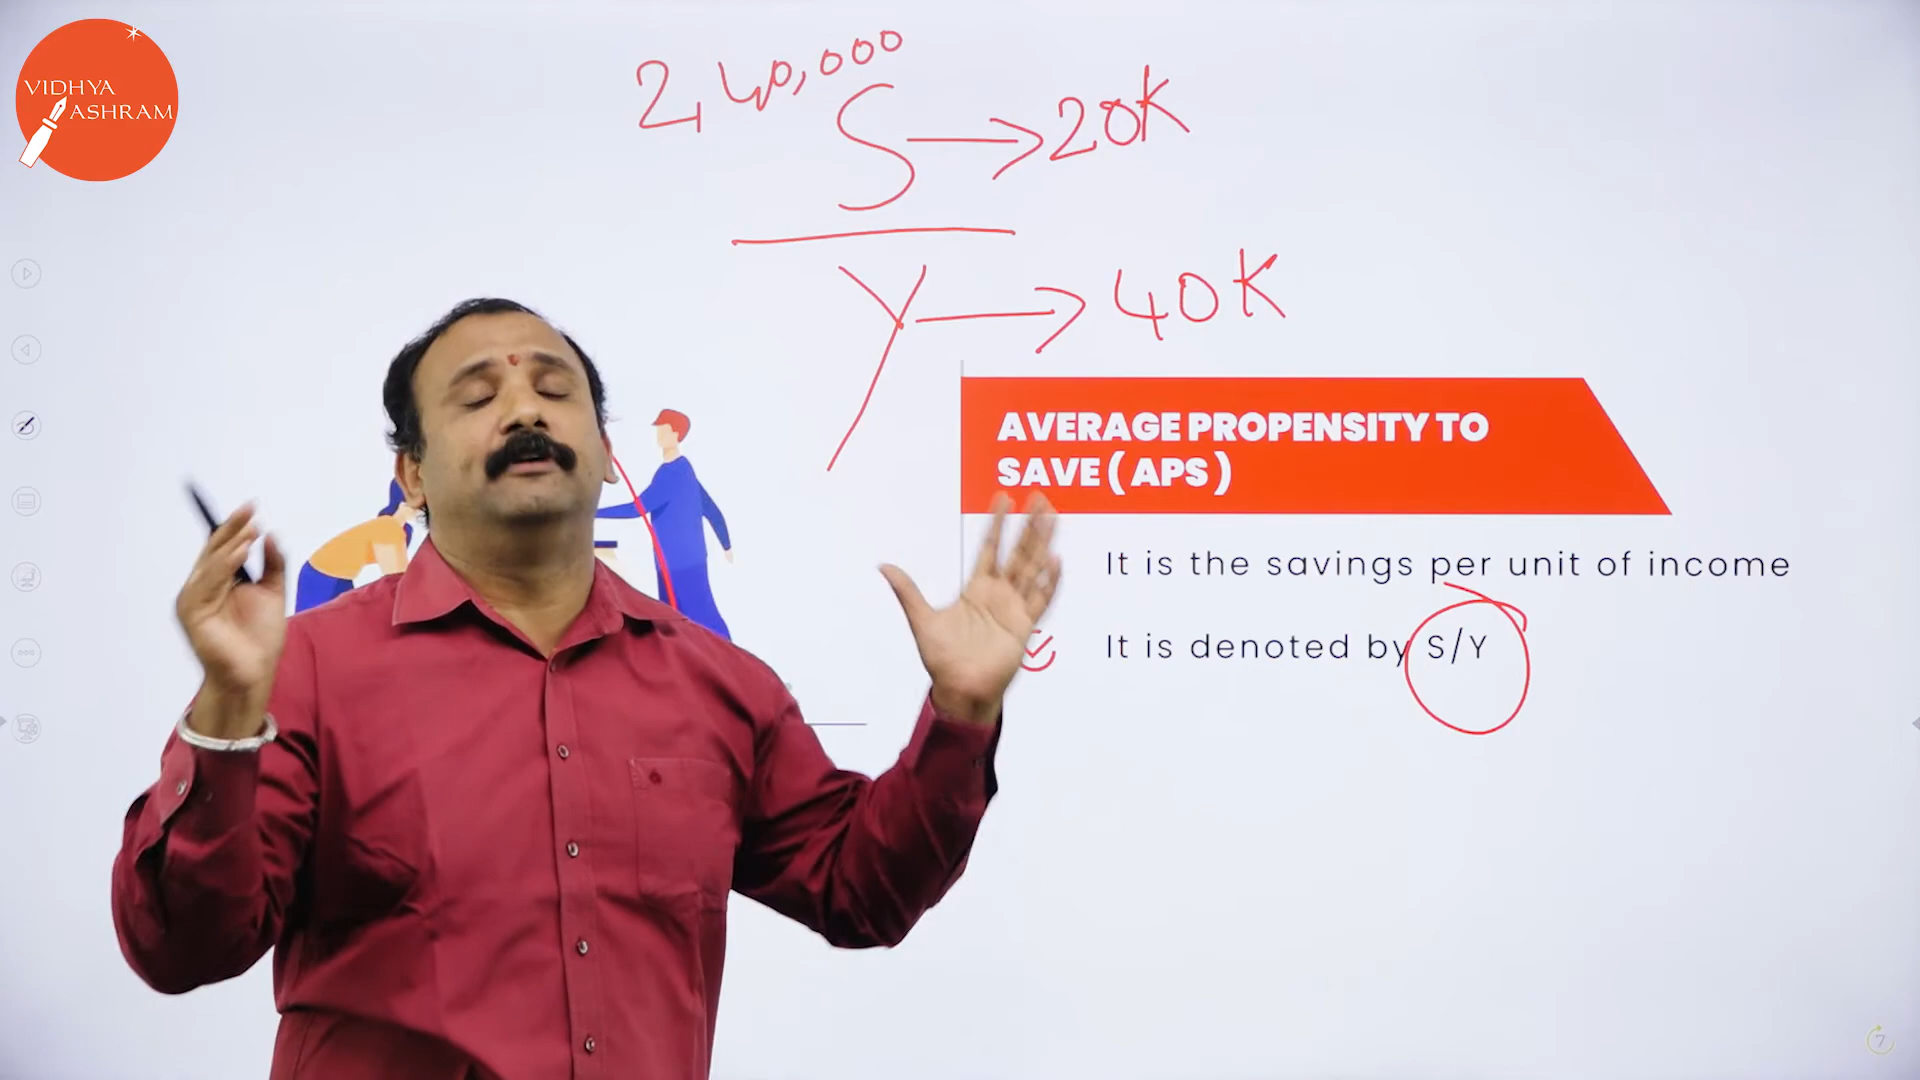 VIDHYA
ASHRAM
2,40,000
S → 20K
Y → 40K
AVERAGE PROPENSITY TO
SAVE ( APS )
It is the savings per unit of income
It is denoted by S/Y
7